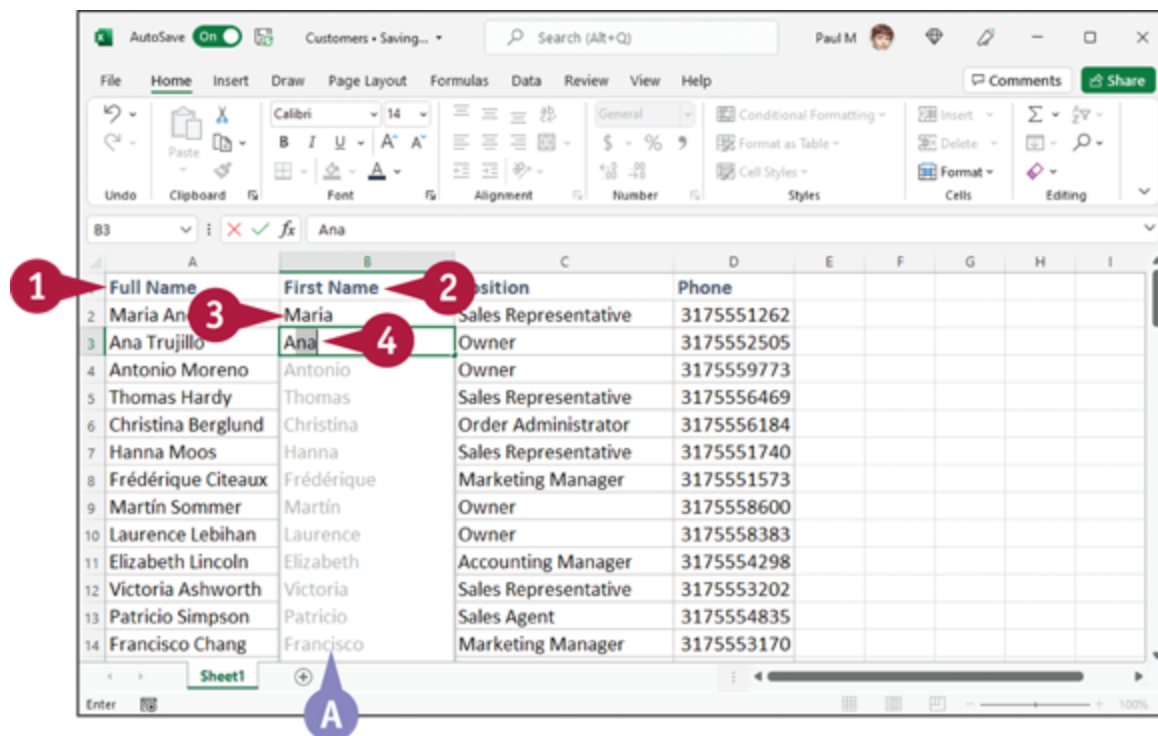 AutoSave On Customers • Saving... Search (Alt+Q) Paul M
File Home Insert Draw Page Layout Formulas Data Review View Help Comments Share
Calibri 14 General Conditional Formatting Insert
Paste B I U A A $ % 9 Format as Table Delete
A Cell Styles Format
Undo Clipboard Font Alignment Number Styles Cells Editing
B3 fx Ana
A B C D E F G H I
1 Full Name First Name 2 osition Phone
2 Maria An 3 Maria Sales Representative 3175551262
3 Ana Trujillo Ana 4 Owner 3175552505
4 Antonio Moreno Antonio Owner 3175559773
5 Thomas Hardy Thomas Sales Representative 3175556469
6 Christina Berglund Christina Order Administrator 3175556184
7 Hanna Moos Hanna Sales Representative 3175551740
8 Frédérique Citeaux Frédérique Marketing Manager 3175551573
9 Martín Sommer Martín Owner 3175558600
10 Laurence Lebihan Laurence Owner 3175558383
11 Elizabeth Lincoln Elizabeth Accounting Manager 3175554298
12 Victoria Ashworth Victoria Sales Representative 3175553202
13 Patricio Simpson Patricio Sales Agent 3175554835
14 Francisco Chang Francisco Marketing Manager 3175553170
Sheet1
Enter 100%
A